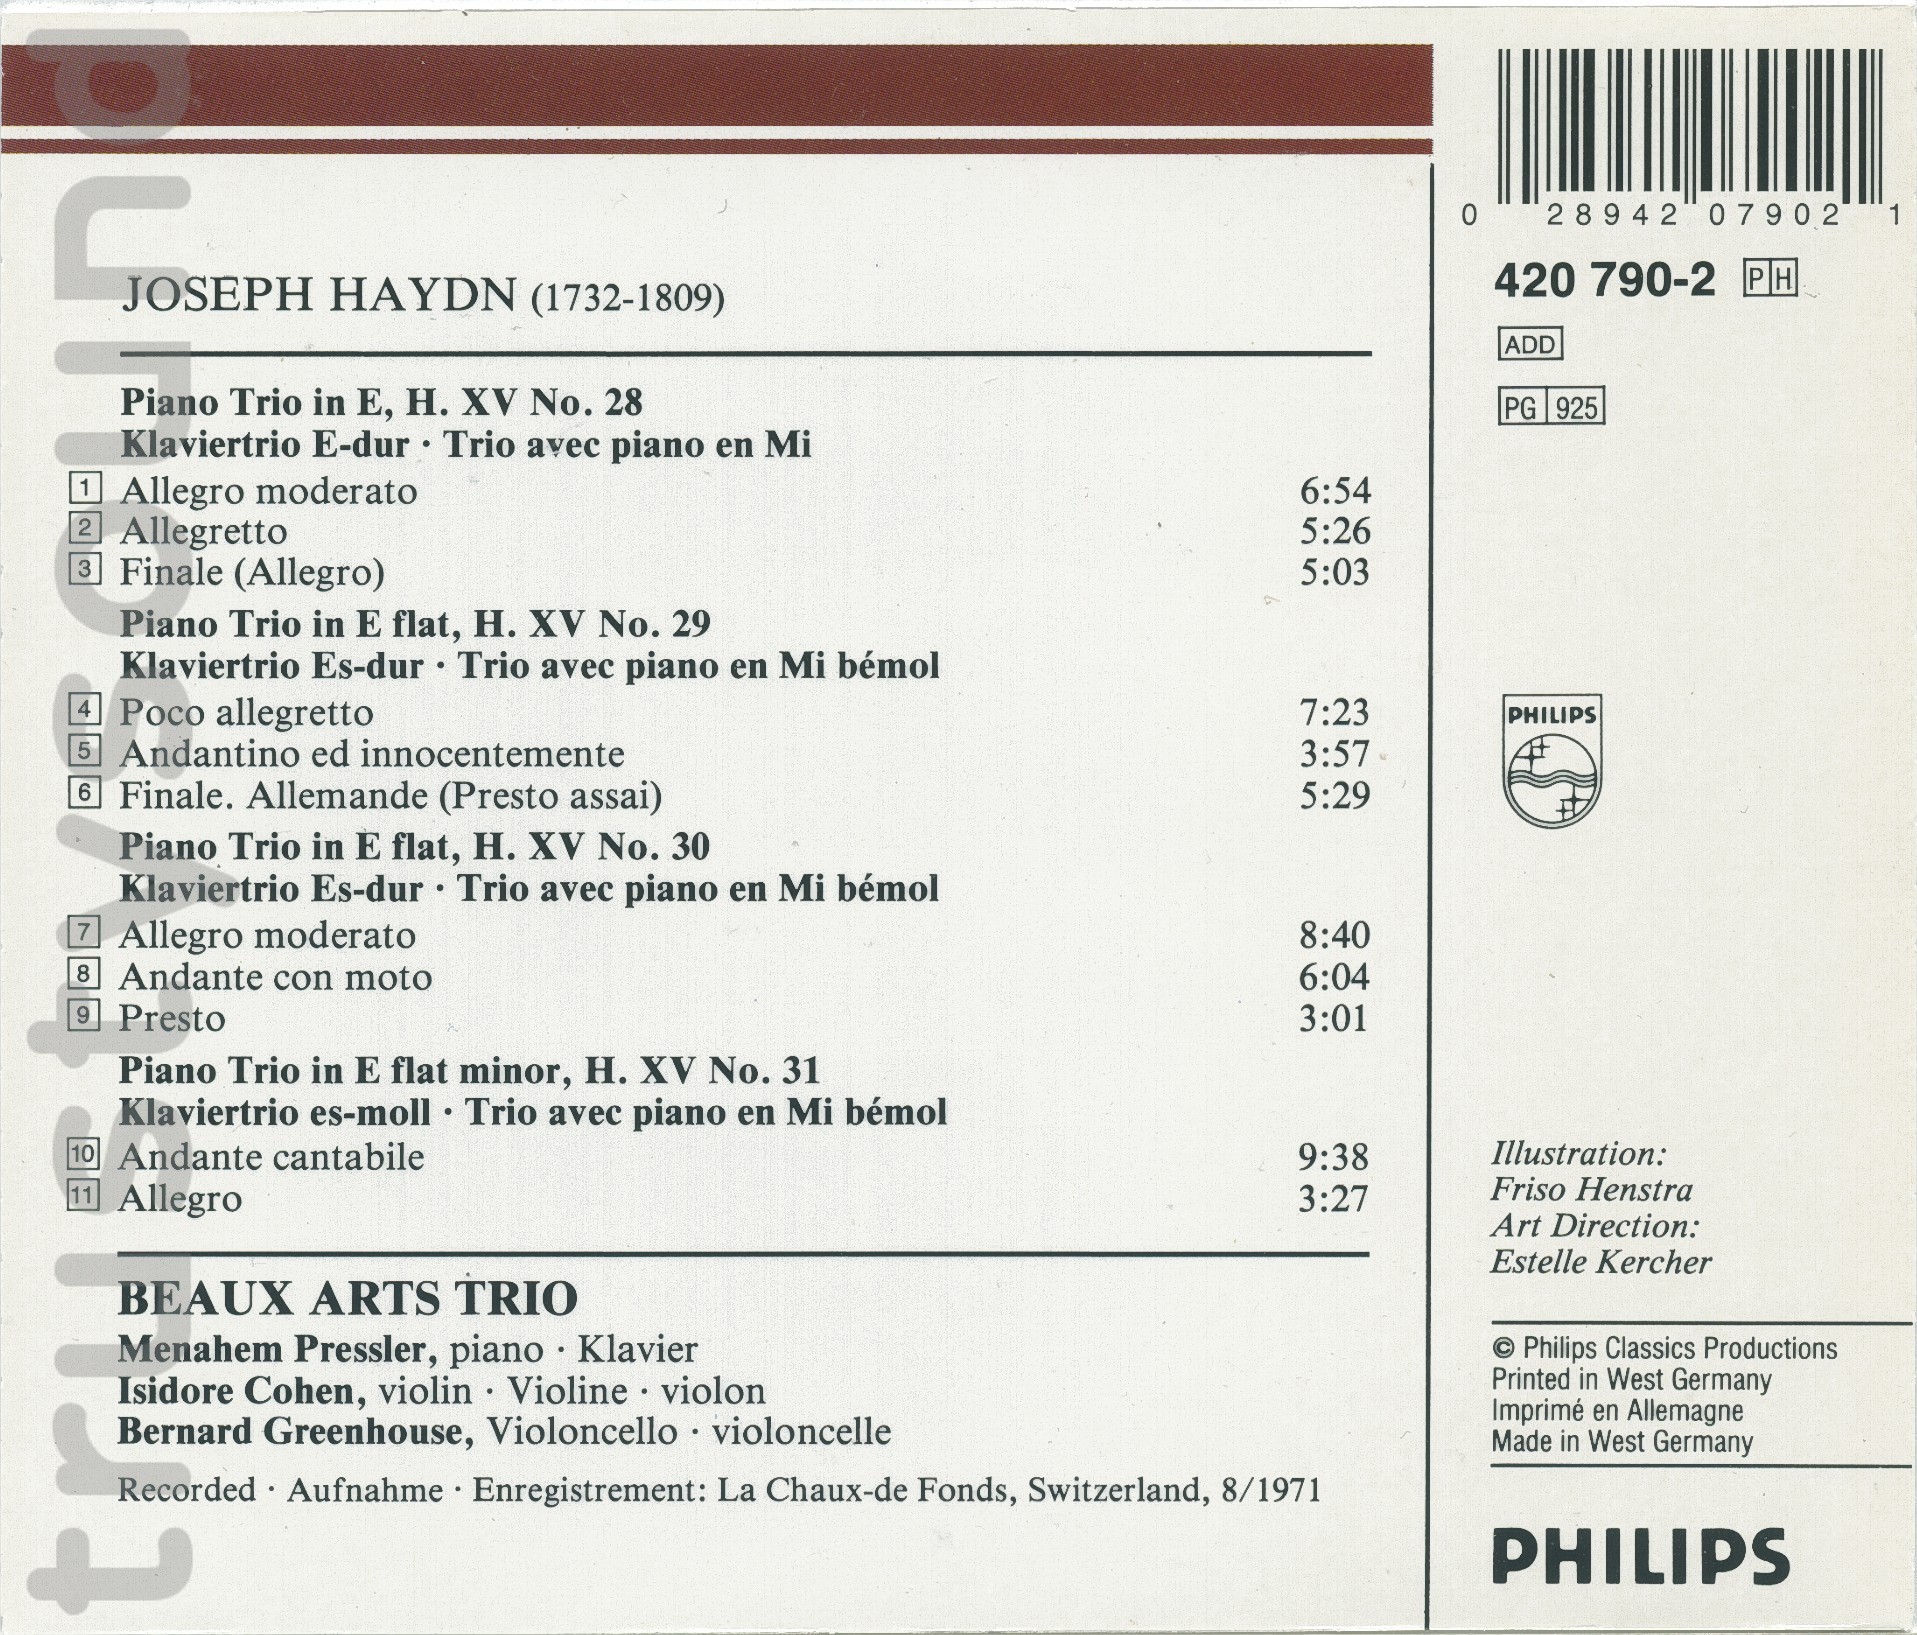 JOSEPH HAYDN (1732-1809)
Piano Trio in E, H. XV No. 28
Klaviertrio E-dur · Trio avec piano en Mi
1 Allegro moderato 6:54
2 Allegretto 5:26
3 Finale (Allegro) 5:03
Piano Trio in E flat, H. XV No. 29
Klaviertrio Es-dur · Trio avec piano en Mi bémol
4 Poco allegretto 7:23
5 Andantino ed innocentemente 3:57
6 Finale. Allemande (Presto assai) 5:29
Piano Trio in E flat, H. XV No. 30
Klaviertrio Es-dur · Trio avec piano en Mi bémol
7 Allegro moderato 8:40
8 Andante con moto 6:04
9 Presto 3:01
Piano Trio in E flat minor, H. XV No. 31
Klaviertrio es-moll · Trio avec piano en Mi bémol
10 Andante cantabile 9:38
11 Allegro 3:27
BEAUX ARTS TRIO
Menahem Pressler, piano · Klavier
Isidore Cohen, violin · Violine · violon
Bernard Greenhouse, Violoncello · violoncelle
Recorded · Aufnahme · Enregistrement: La Chaux-de Fonds, Switzerland, 8/1971
0 28942 07902 1
420 790-2 PH
ADD
PG 925
PHILIPS
Illustration:
Friso Henstra
Art Direction:
Estelle Kercher
© Philips Classics Productions
Printed in West Germany
Imprimé en Allemagne
Made in West Germany
PHILIPS
trustvsound